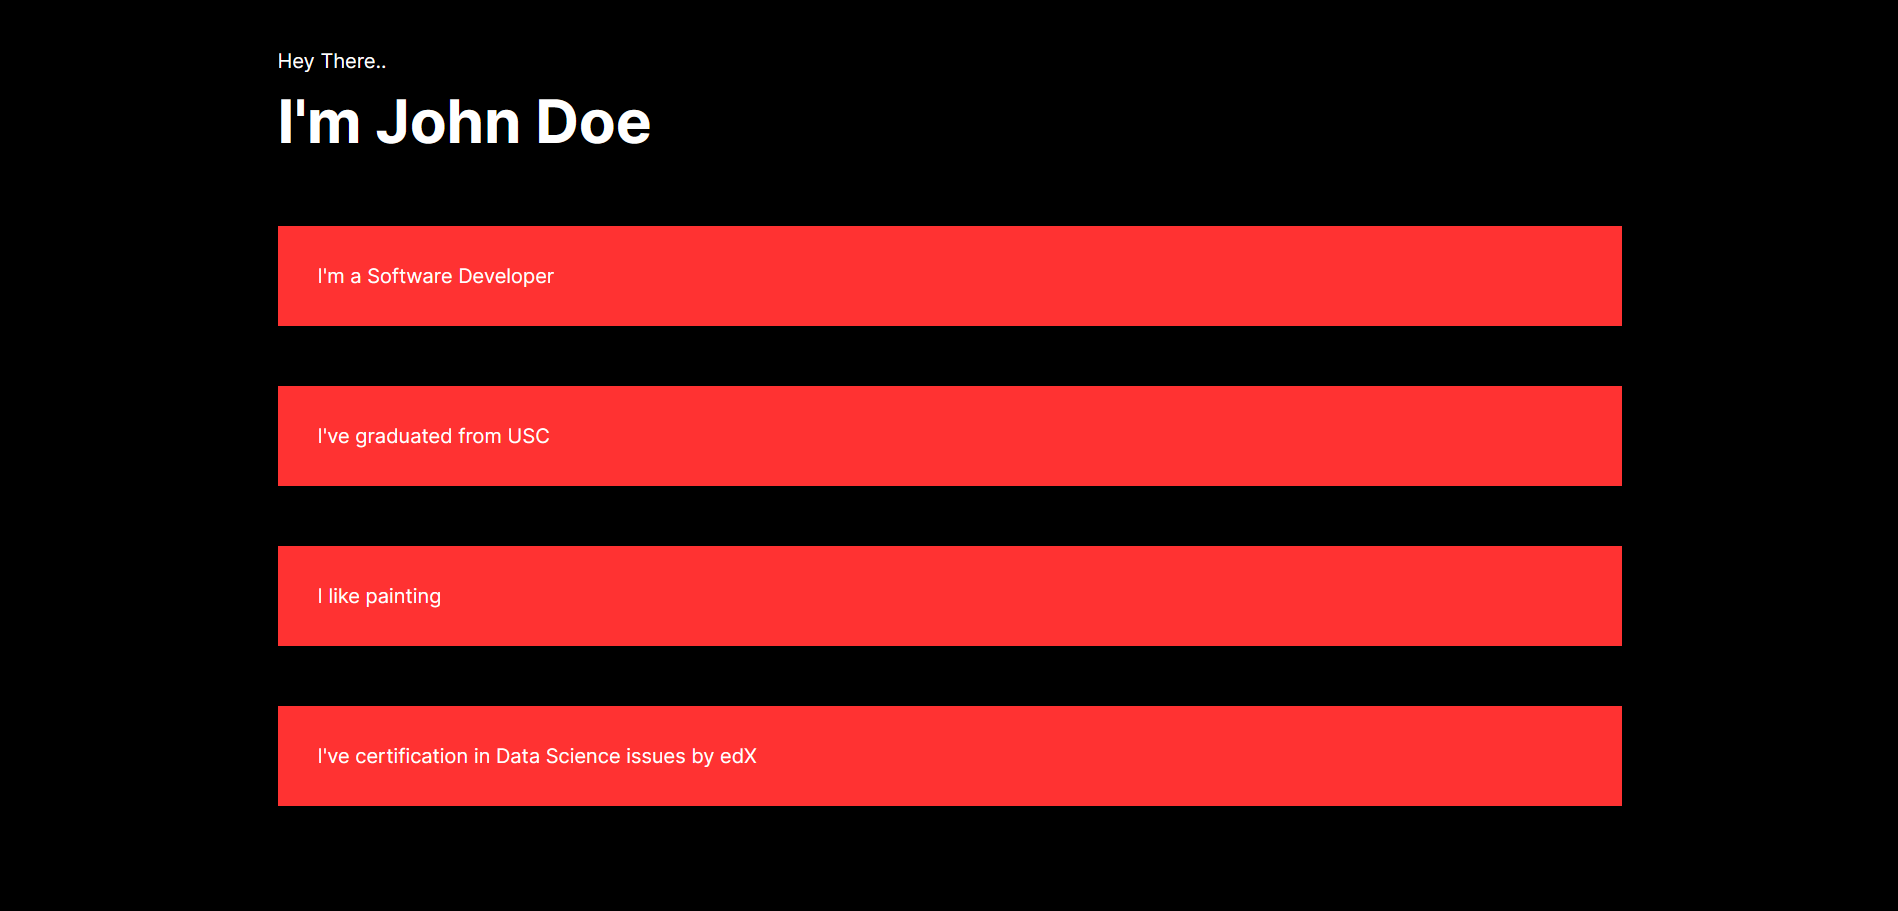 Hey There..
I'm John Doe
I'm a Software Developer
I've graduated from USC
I like painting
I've certification in Data Science issues by edX